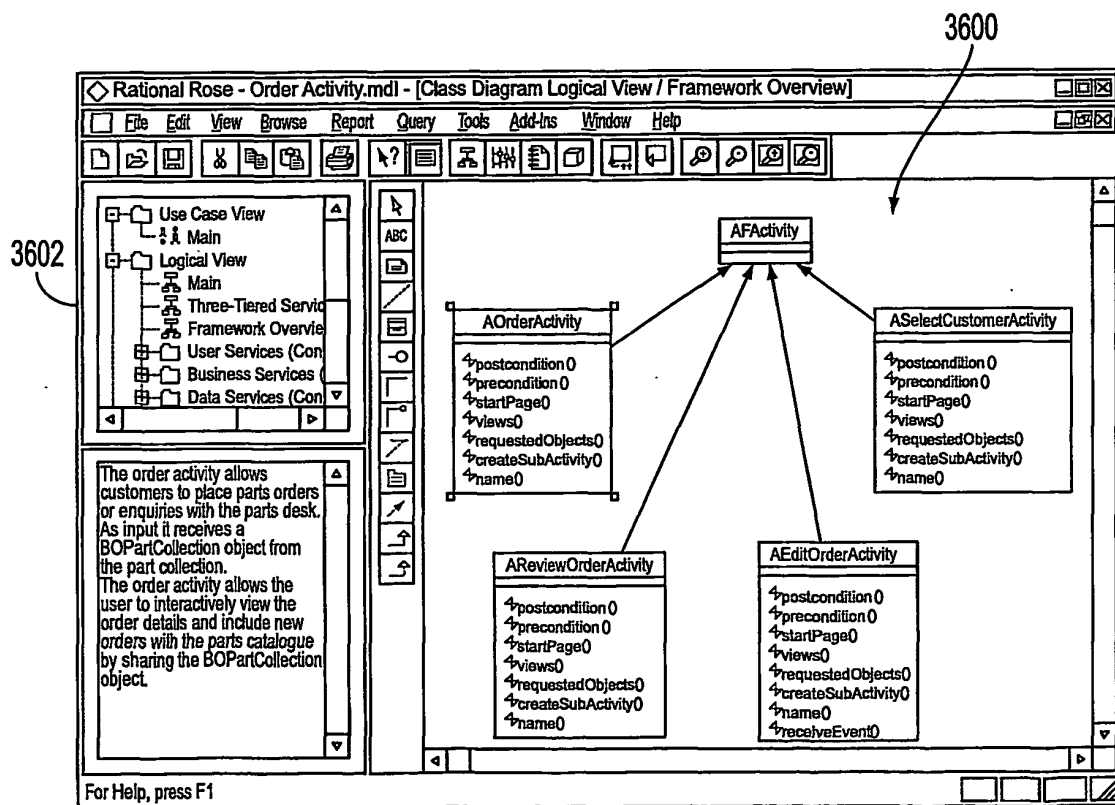 3600
Rational Rose - Order Activity.mdl - [Class Diagram Logical View / Framework Overview]
File Edit View Browse Report Query Tools Add-Ins Window Help
3602
Use Case View
Main
Logical View
Main
Three-Tiered Servic
Framework Overvie
User Services (Con
Business Services (
Data Services (Con
The order activity allows
customers to place parts orders
or enquiries with the parts desk.
As input it receives a
BOPartCollection object from
the part collection.
The order activity allows the
user to interactively view the
order details and include new
orders with the parts catalogue
by sharing the BOPartCollection
object.
ABC
AFActivity
AOrderActivity
postcondition()
precondition()
startPage()
views()
requestedObjects()
createSubActivity()
name()
ASelectCustomerActivity
postcondition()
precondition()
startPage()
views()
requestedObjects()
createSubActivity()
name()
AReviewOrderActivity
postcondition()
precondition()
startPage()
views()
requestedObjects()
createSubActivity()
name()
AEditOrderActivity
postcondition()
precondition()
startPage()
views()
requestedObjects()
createSubActivity()
name()
receiveEvent()
For Help, press F1